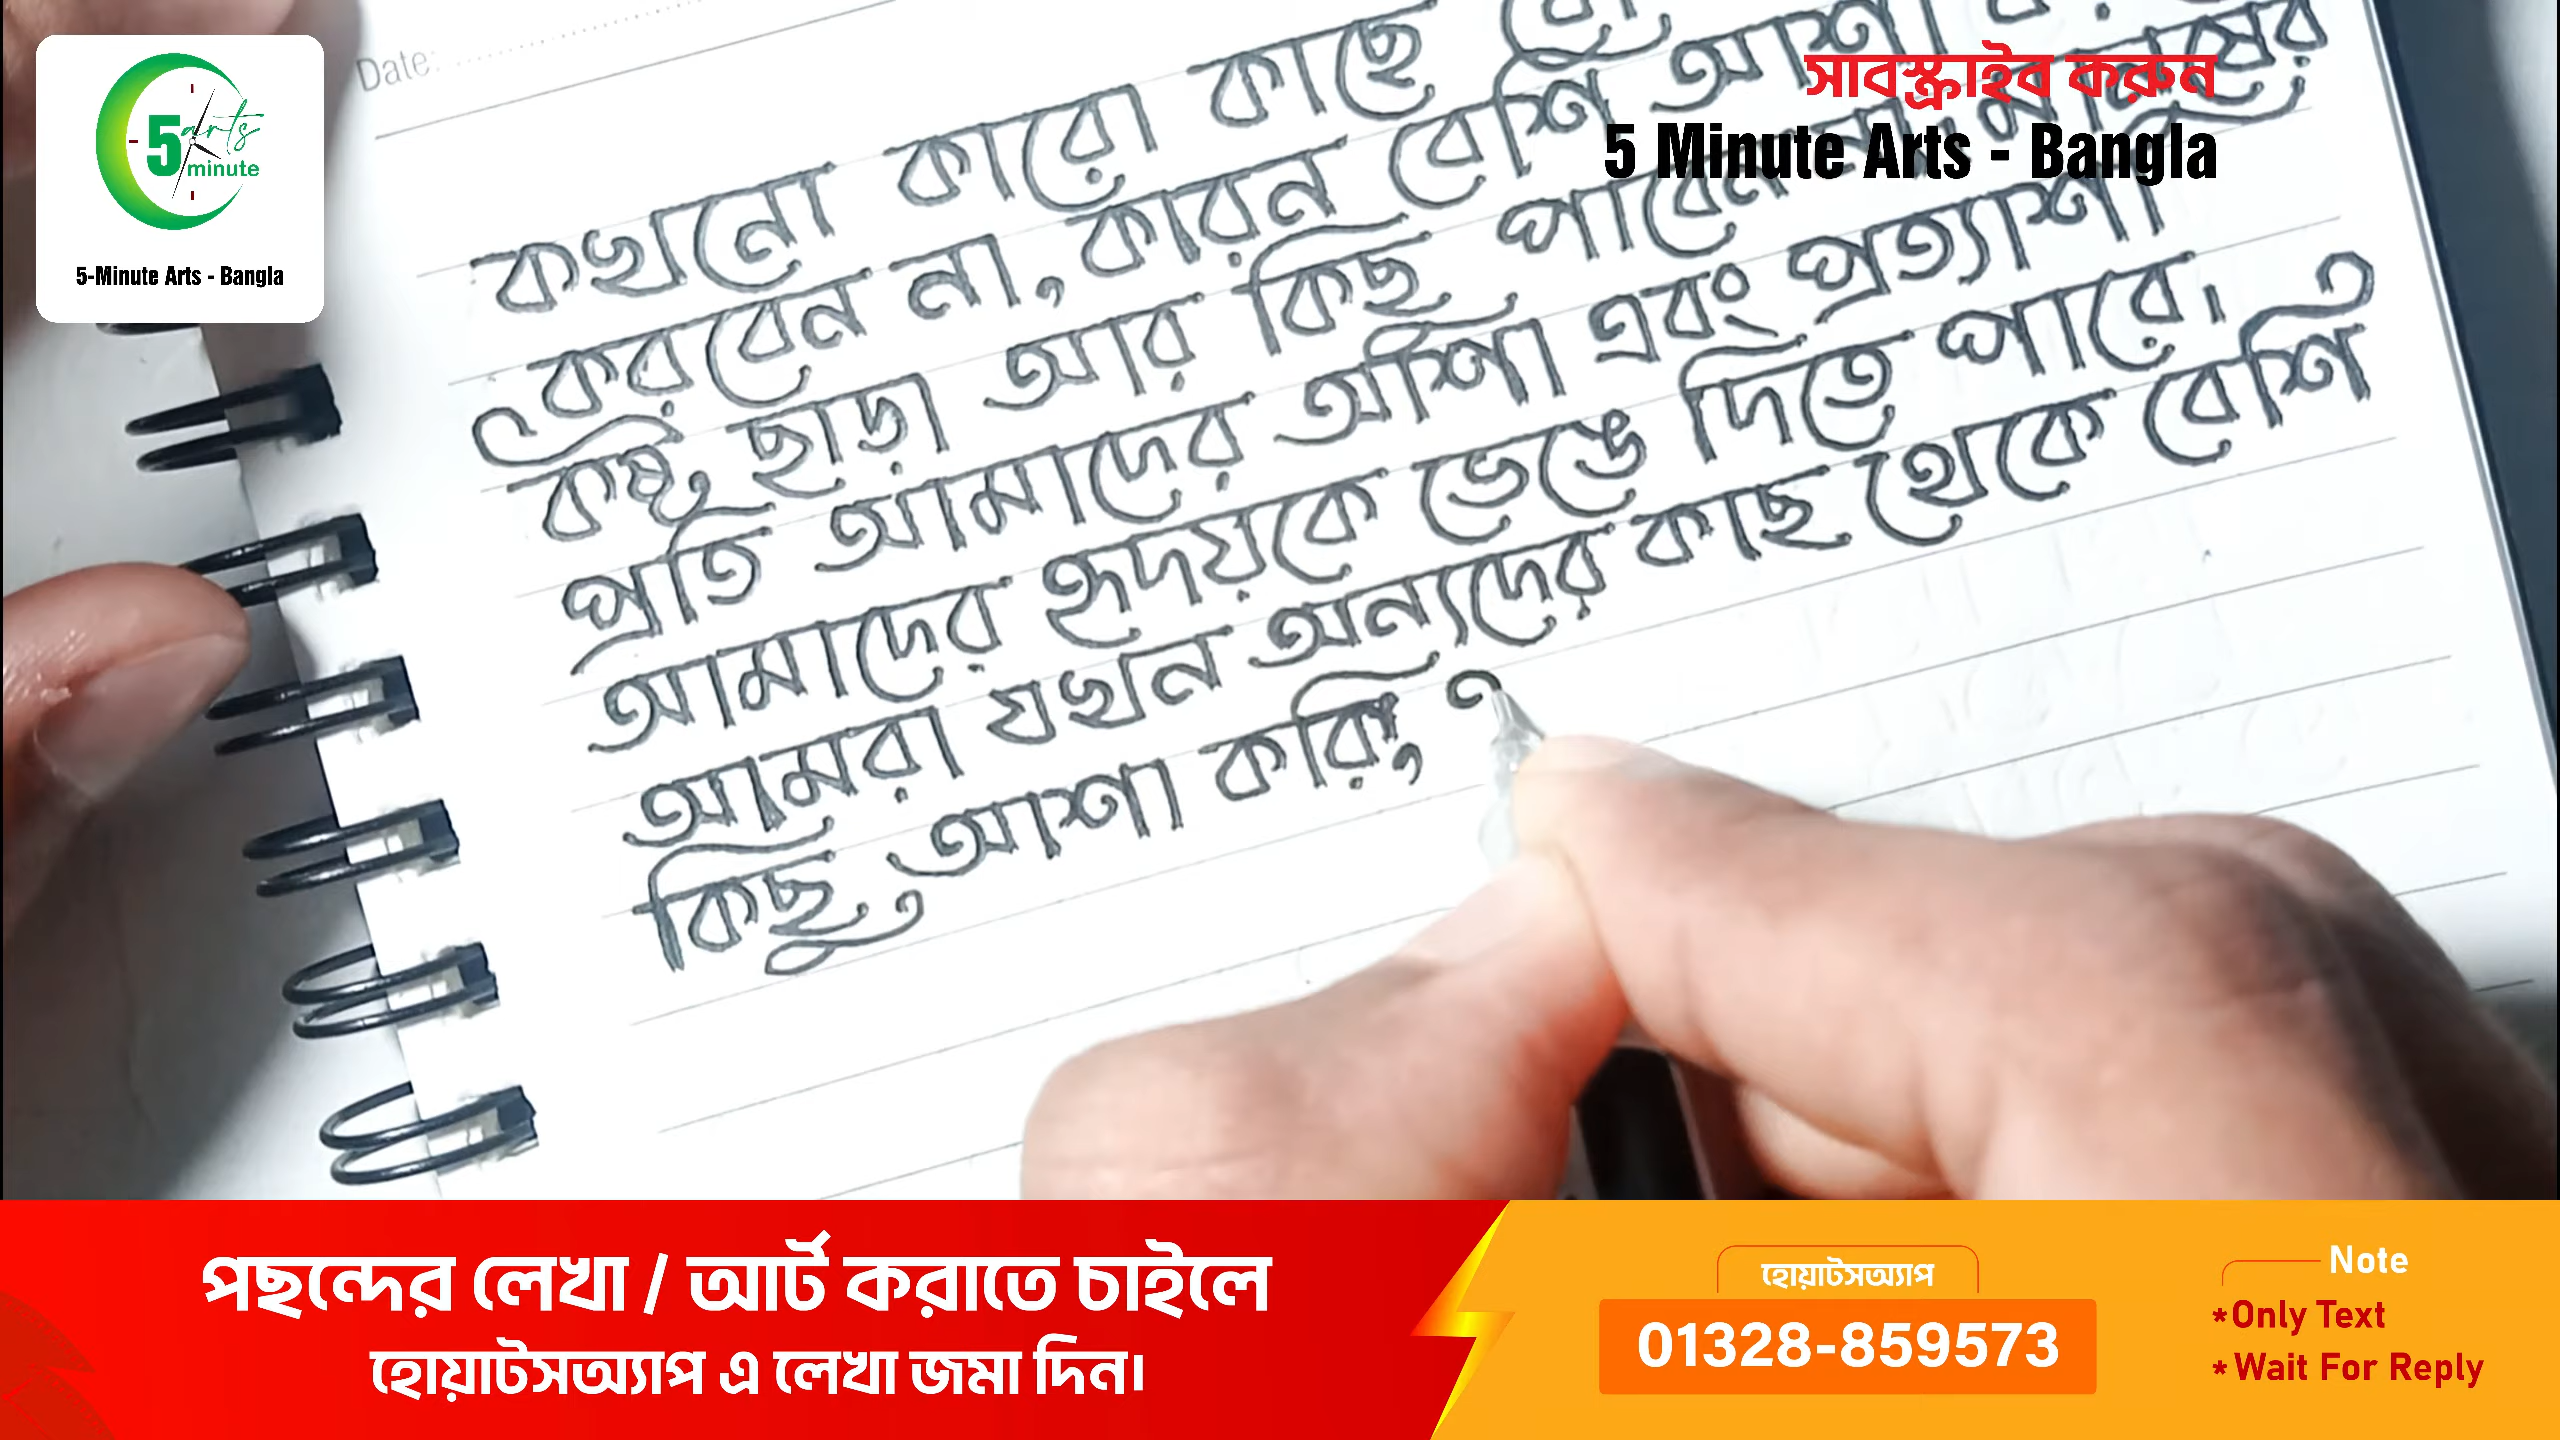 Date:
কখনো কারো কাছে
করবেন না, কারন বেশি আশা
কষ্ট ছাড়া আর কিছু পাবেন না, মানুষের
প্রতি আমাদের আশা এবং প্রত্যাশা
আমাদের হৃদয়কে ভেঙে দিতে পারে।
আমরা যখন অন্যদের কাছ থেকে বেশি
কিছু আশা করি,
5 arts
minute
5-Minute Arts - Bangla
সাবস্ক্রাইব করুন
5 Minute Arts - Bangla
পছন্দের লেখা / আর্ট করাতে চাইলে
হোয়াটসঅ্যাপ এ লেখা জমা দিন।
হোয়াটসঅ্যাপ
01328-859573
Note
*Only Text
*Wait For Reply